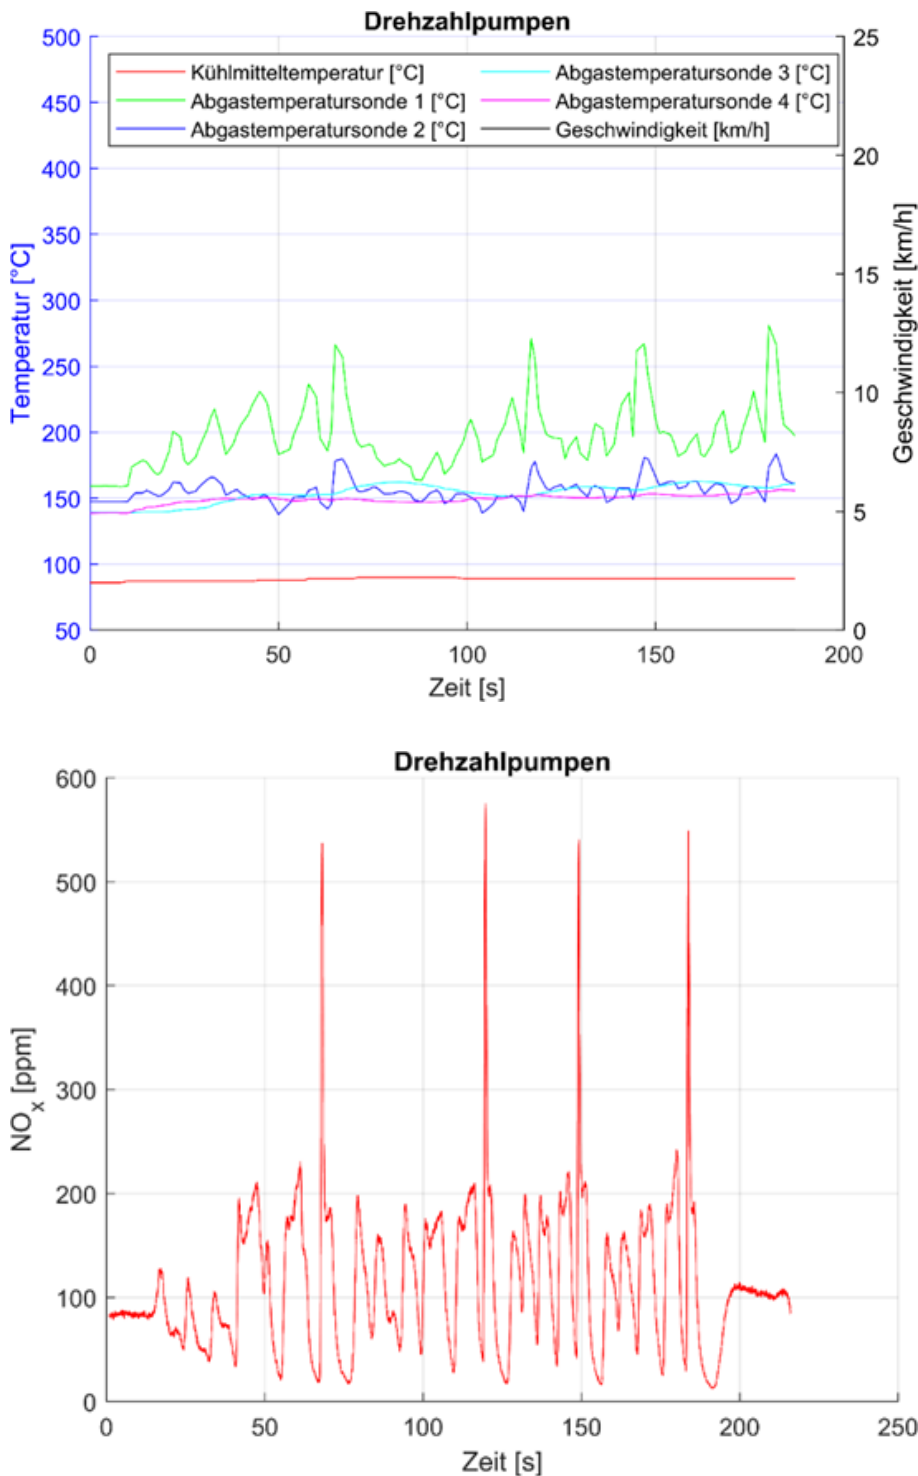 Drehzahlpumpen
Kühlmitteltemperatur [°C]
Abgastemperatursonde 1 [°C]
Abgastemperatursonde 2 [°C]
Abgastemperatursonde 3 [°C]
Abgastemperatursonde 4 [°C]
Geschwindigkeit [km/h]
Temperatur [°C]
500
450
400
350
300
250
200
150
100
50
Geschwindigkeit [km/h]
25
20
15
10
5
0
0 50 100 150 200
Zeit [s]
Drehzahlpumpen
NOx [ppm]
600
500
400
300
200
100
0
0 50 100 150 200 250
Zeit [s]